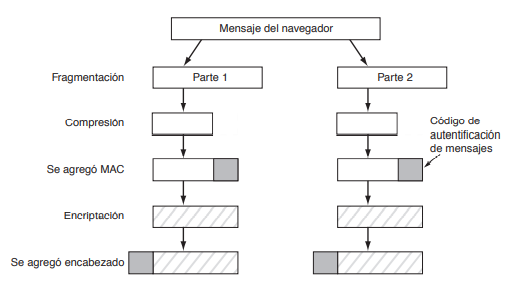 Mensaje del navegador
Fragmentación
Parte 1
Parte 2
Compresión
Código de
autentificación
de mensajes
Se agregó MAC
Encriptación
Se agregó encabezado